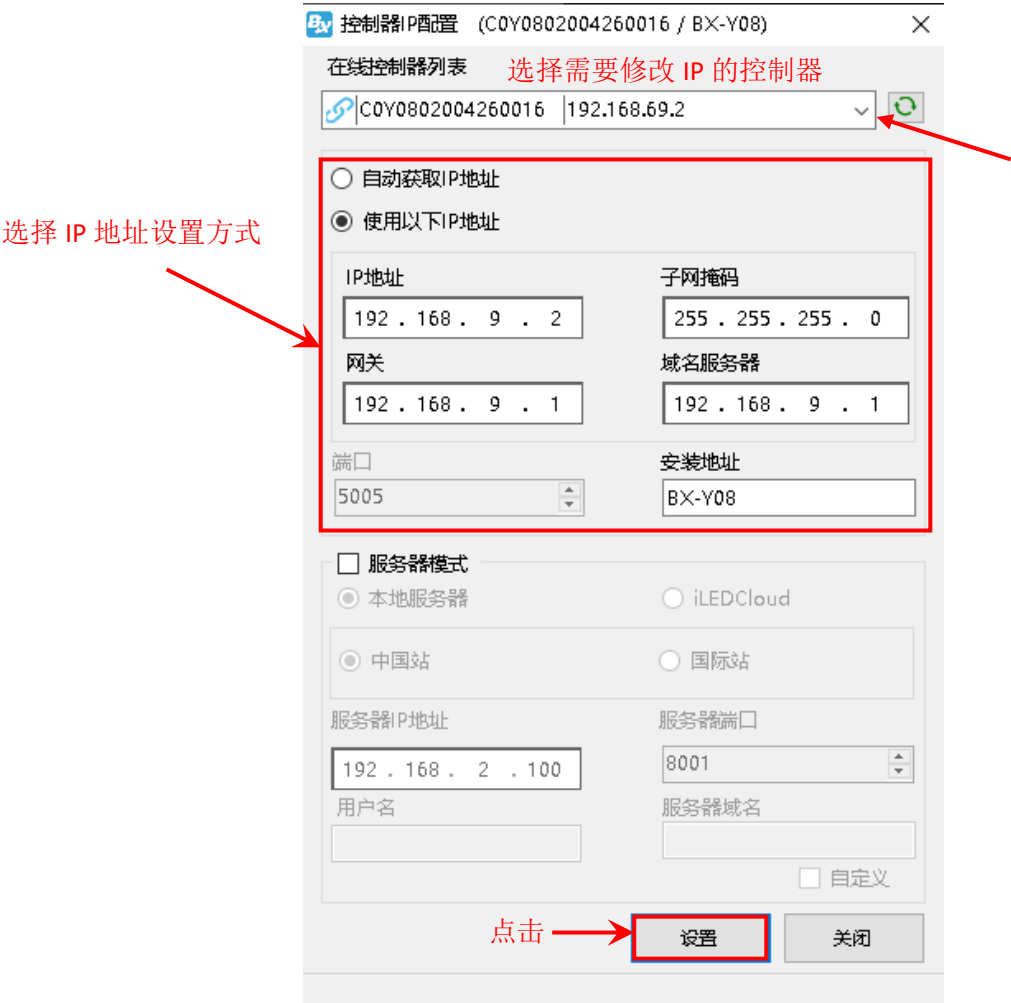 BX 控制器IP配置 (C0Y0802004260016 / BX-Y08)
在线控制器列表 选择需要修改 IP 的控制器
C0Y0802004260016 192.168.69.2
自动获取IP地址
选择 IP 地址设置方式
使用以下IP地址
IP地址 子网掩码
192 . 168 . 9 . 2 255 . 255 . 255 . 0
网关 域名服务器
192 . 168 . 9 . 1 192 . 168 . 9 . 1
端口 安装地址
5005 BX-Y08
服务器模式
本地服务器 iLEDCloud
中国站 国际站
服务器IP地址 服务器端口
192 . 168 . 2 . 100 8001
用户名 服务器域名
自定义
点击 设置 关闭